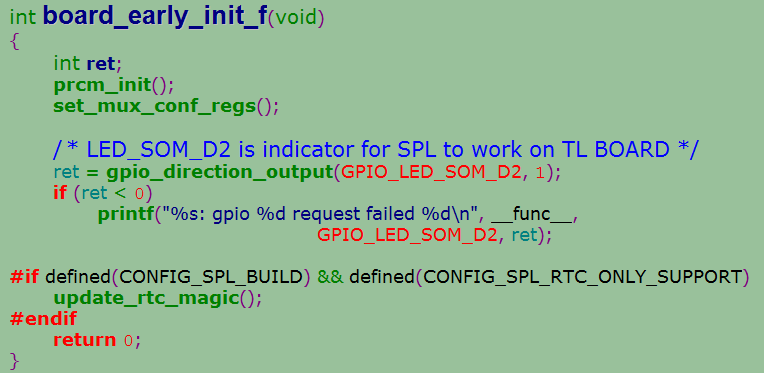 int board_early_init_f(void)
{
    int ret;
    prcm_init();
    set_mux_conf_regs();

    /* LED_SOM_D2 is indicator for SPL to work on TL BOARD */
    ret = gpio_direction_output(GPIO_LED_SOM_D2, 1);
    if (ret < 0)
        printf("%s: gpio %d request failed %d\n", __func__,
                            GPIO_LED_SOM_D2, ret);

#if defined(CONFIG_SPL_BUILD) && defined(CONFIG_SPL_RTC_ONLY_SUPPORT)
    update_rtc_magic();
#endif
    return 0;
}